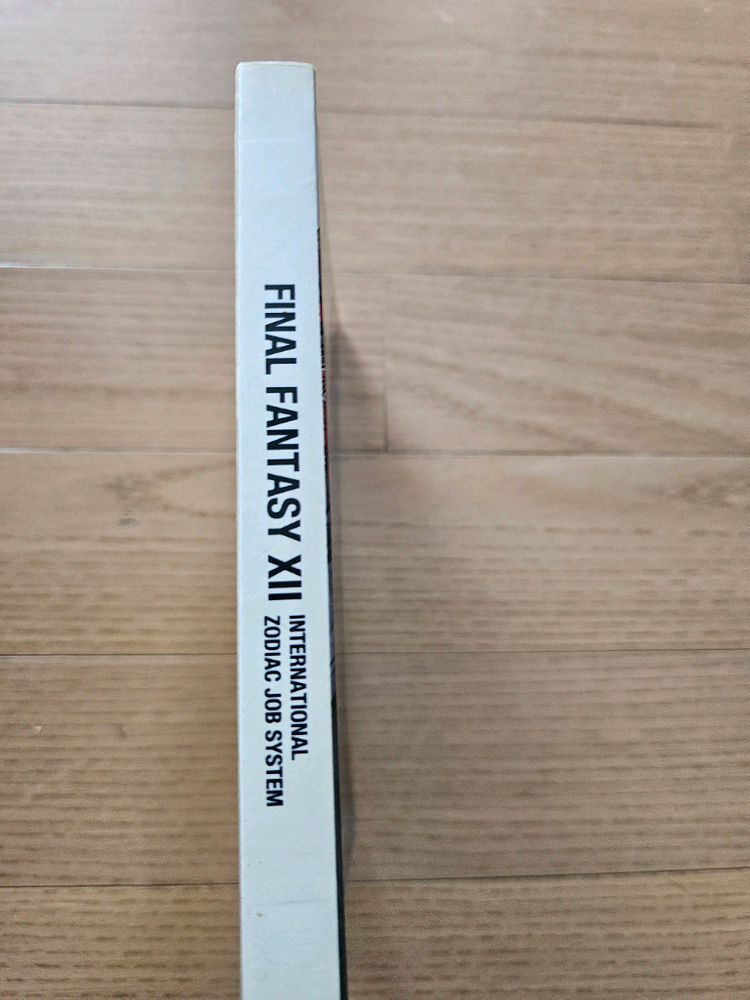 FINAL FANTASY XII
INTERNATIONAL
ZODIAC JOB SYSTEM